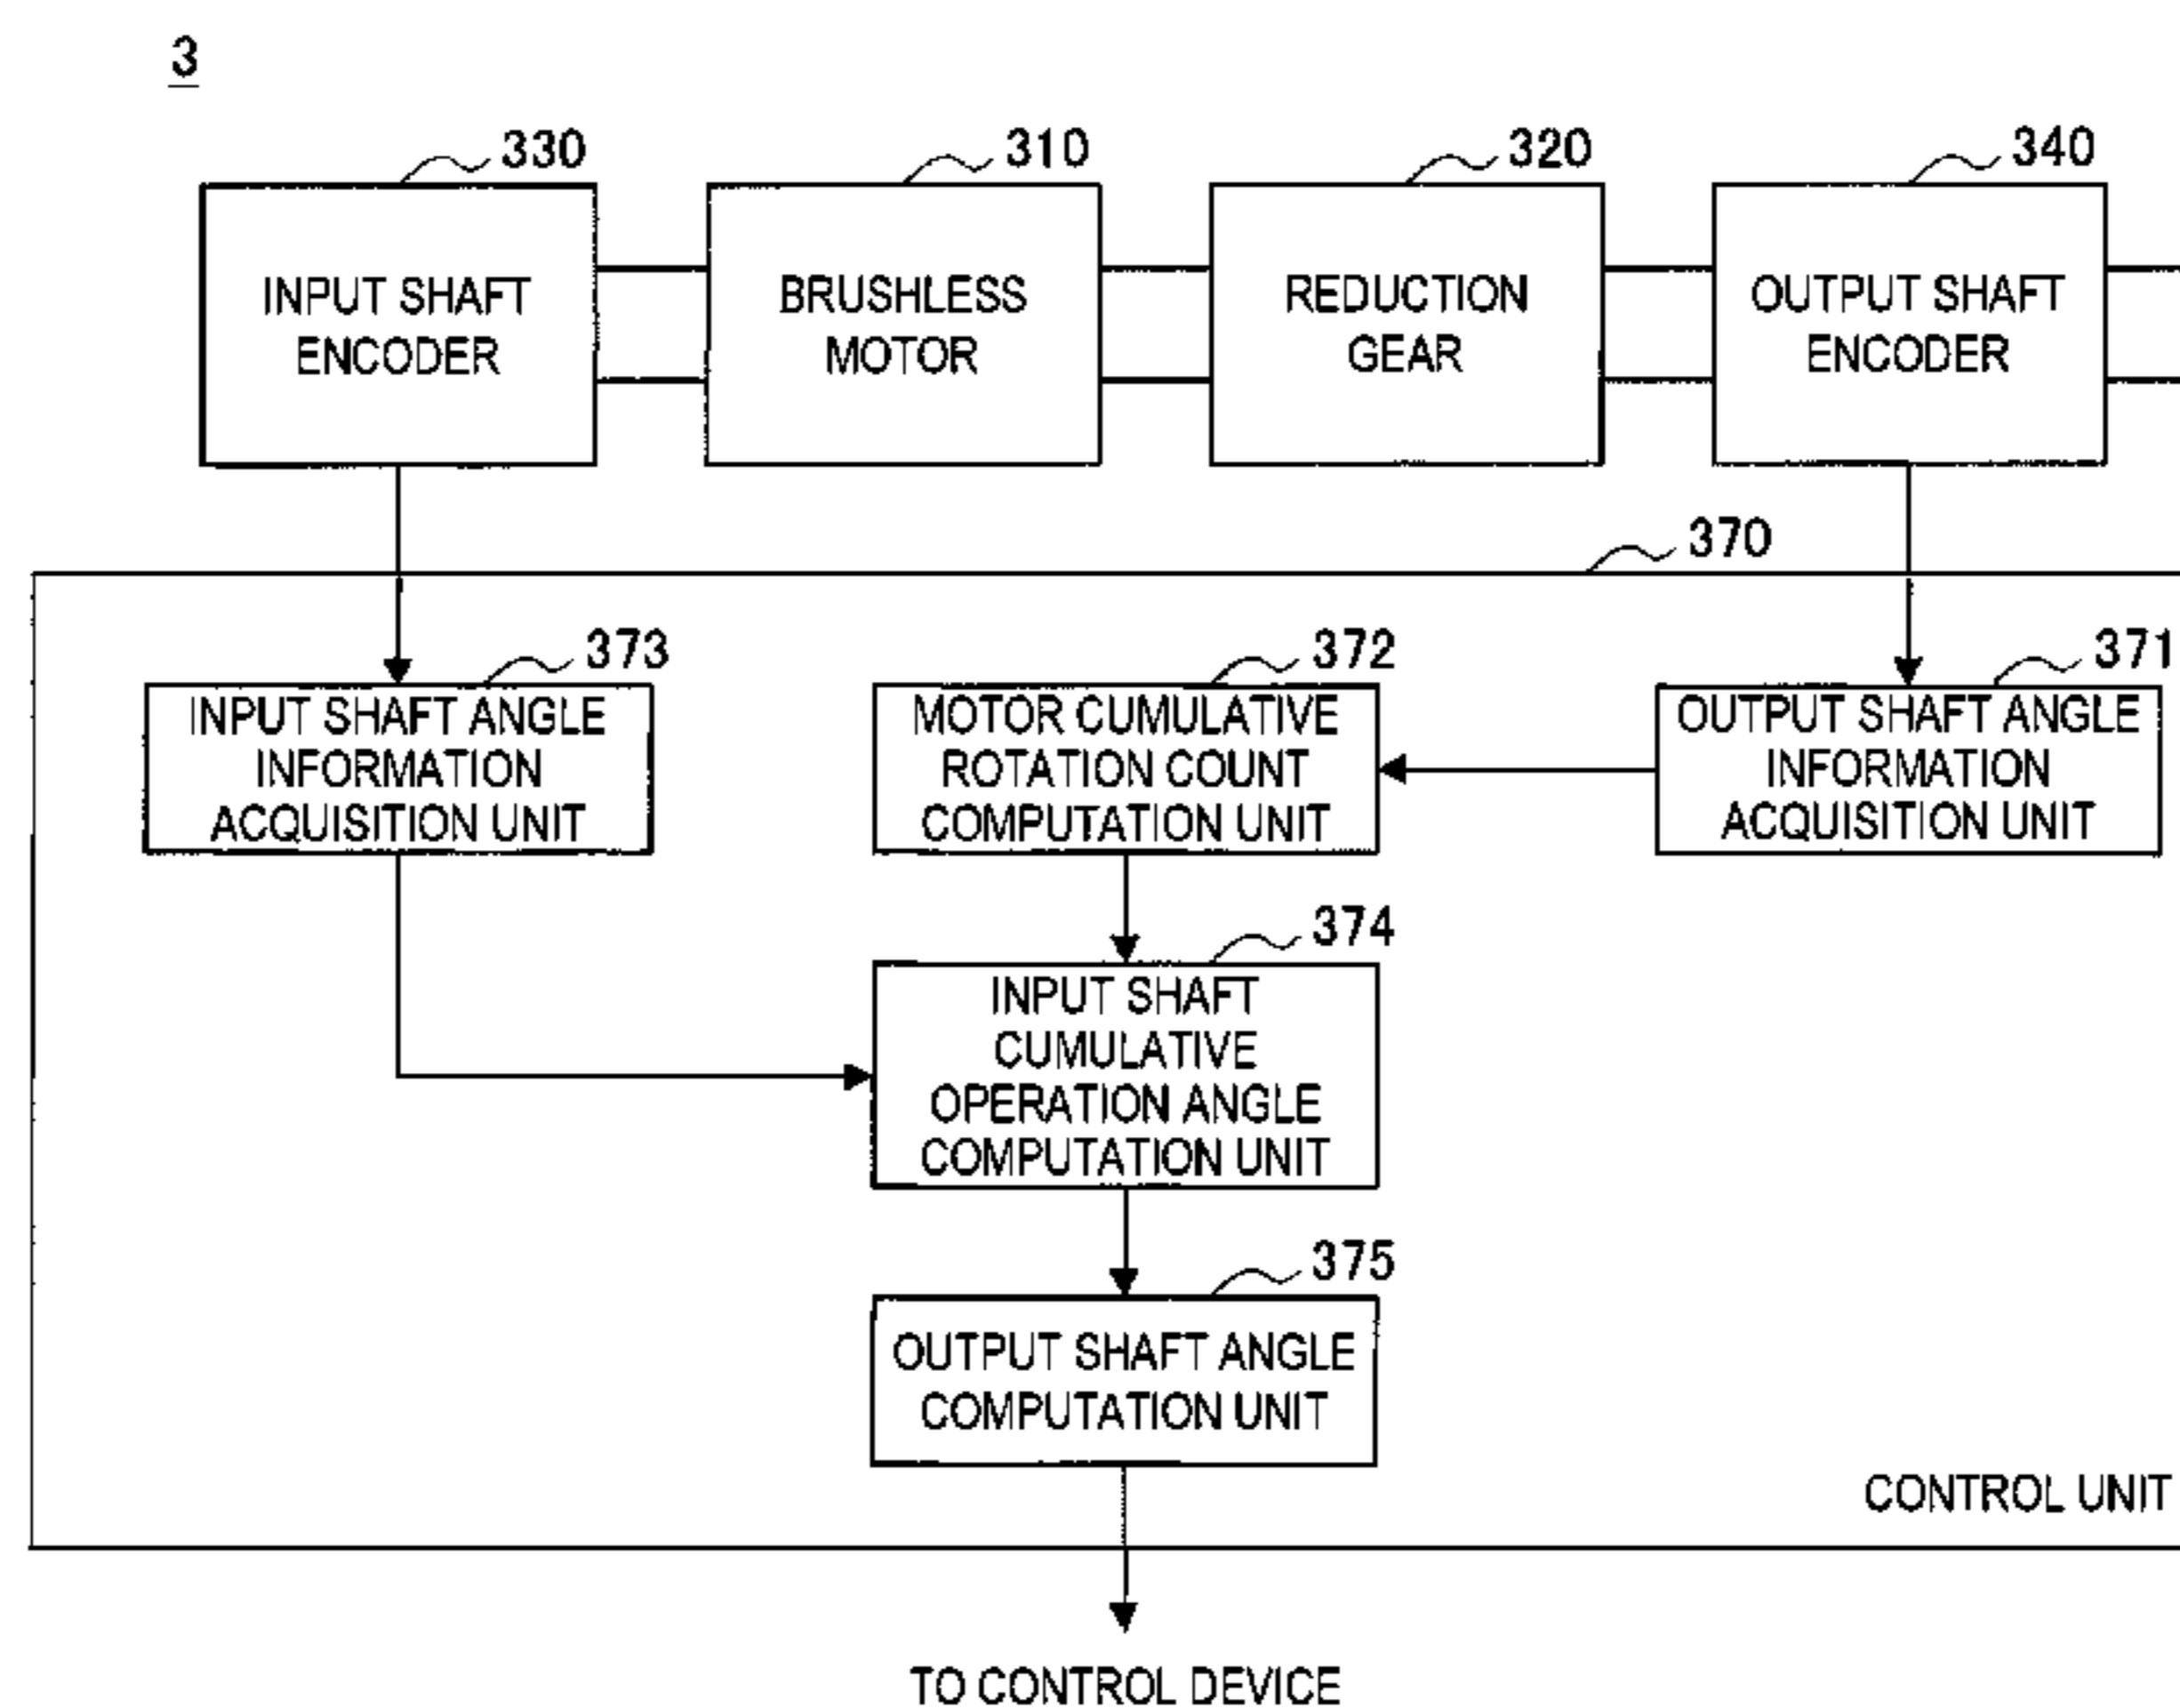 3
330
310
320
340
INPUT SHAFT
ENCODER
BRUSHLESS
MOTOR
REDUCTION
GEAR
OUTPUT SHAFT
ENCODER
370
373
372
371
INPUT SHAFT ANGLE
INFORMATION
ACQUISITION UNIT
MOTOR CUMULATIVE
ROTATION COUNT
COMPUTATION UNIT
OUTPUT SHAFT ANGLE
INFORMATION
ACQUISITION UNIT
374
INPUT SHAFT
CUMULATIVE
OPERATION ANGLE
COMPUTATION UNIT
375
OUTPUT SHAFT ANGLE
COMPUTATION UNIT
CONTROL UNIT
TO CONTROL DEVICE